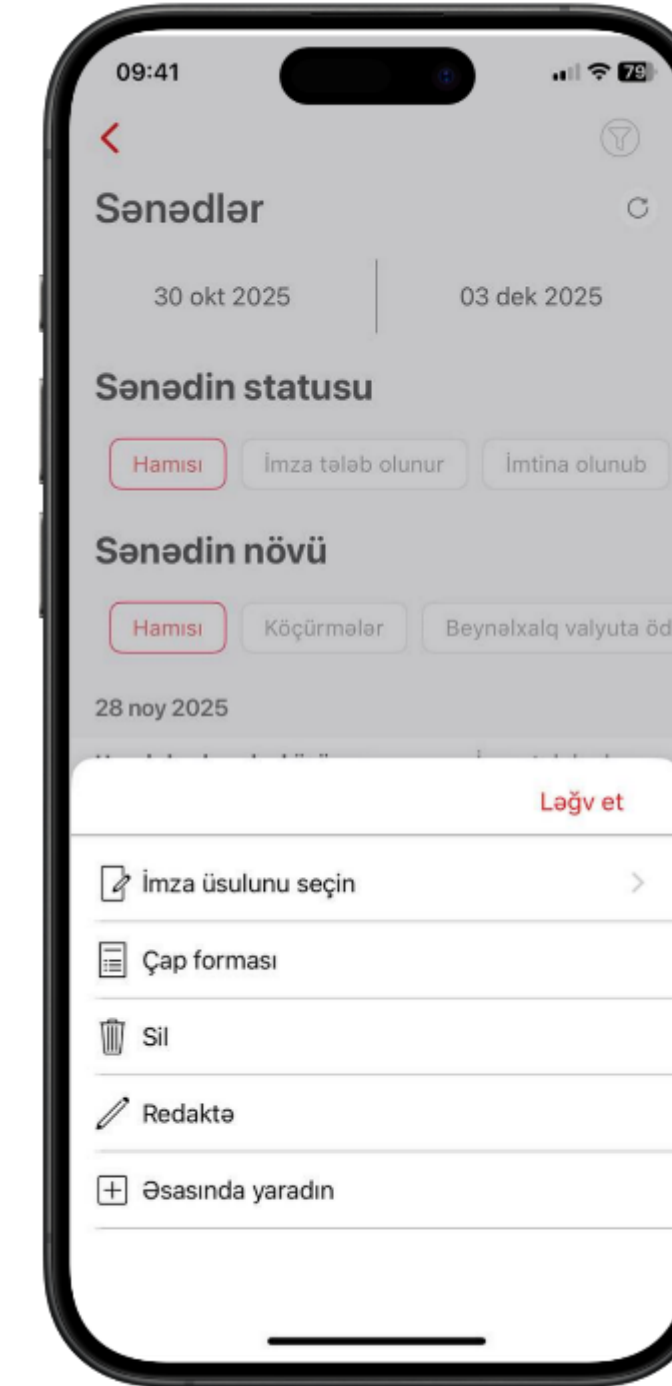 09:41
79
Sənədlər
30 okt 2025
03 dek 2025
Sənədin statusu
Hamısı
İmza tələb olunur
İmtina olunub
Sənədin növü
Hamısı
Köçürmələr
Beynəlxalq valyuta öd
28 noy 2025
Ləğv et
İmza üsulunu seçin
Çap forması
Sil
Redaktə
Əsasında yaradın